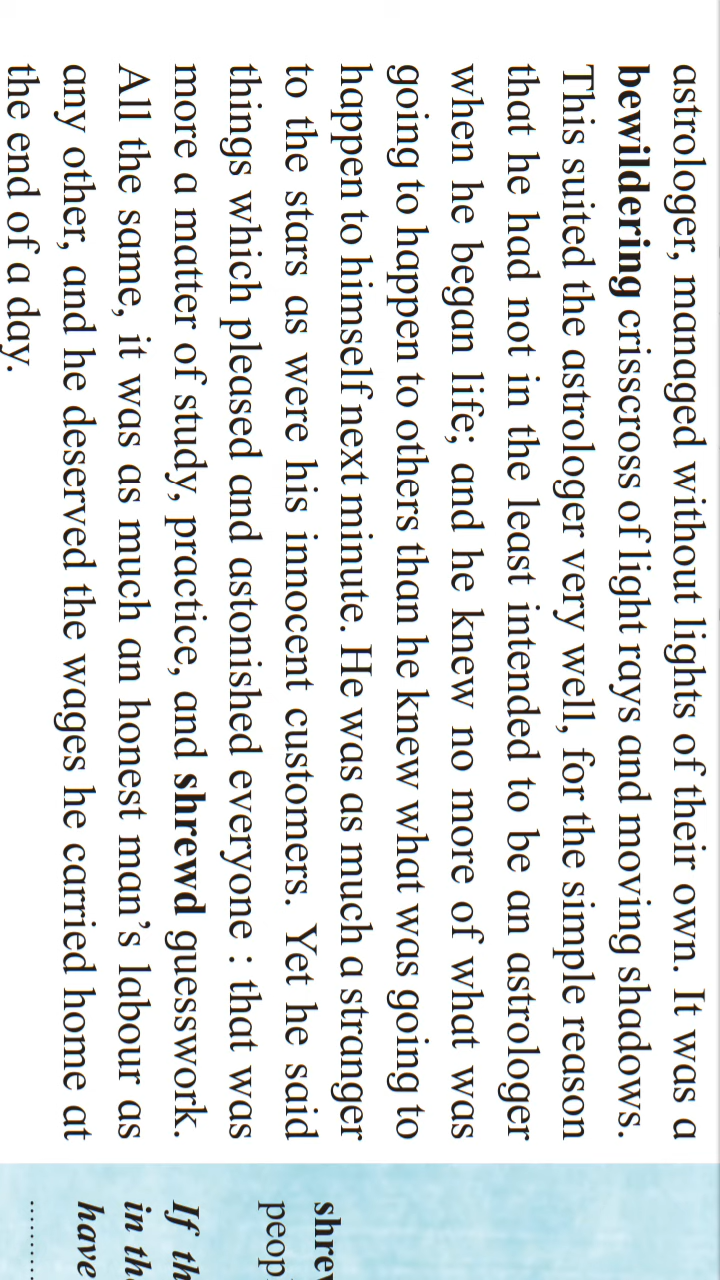 astrologer, managed without lights of their own. It was a
bewildering crisscross of light rays and moving shadows.
This suited the astrologer very well, for the simple reason
that he had not in the least intended to be an astrologer
when he began life; and he knew no more of what was
going to happen to others than he knew what was going to
happen to himself next minute. He was as much a stranger
to the stars as were his innocent customers. Yet he said
things which pleased and astonished everyone : that was
more a matter of study, practice, and shrewd guesswork.
All the same, it was as much an honest man's labour as
any other, and he deserved the wages he carried home at
the end of a day.
If th
in th
have
..........